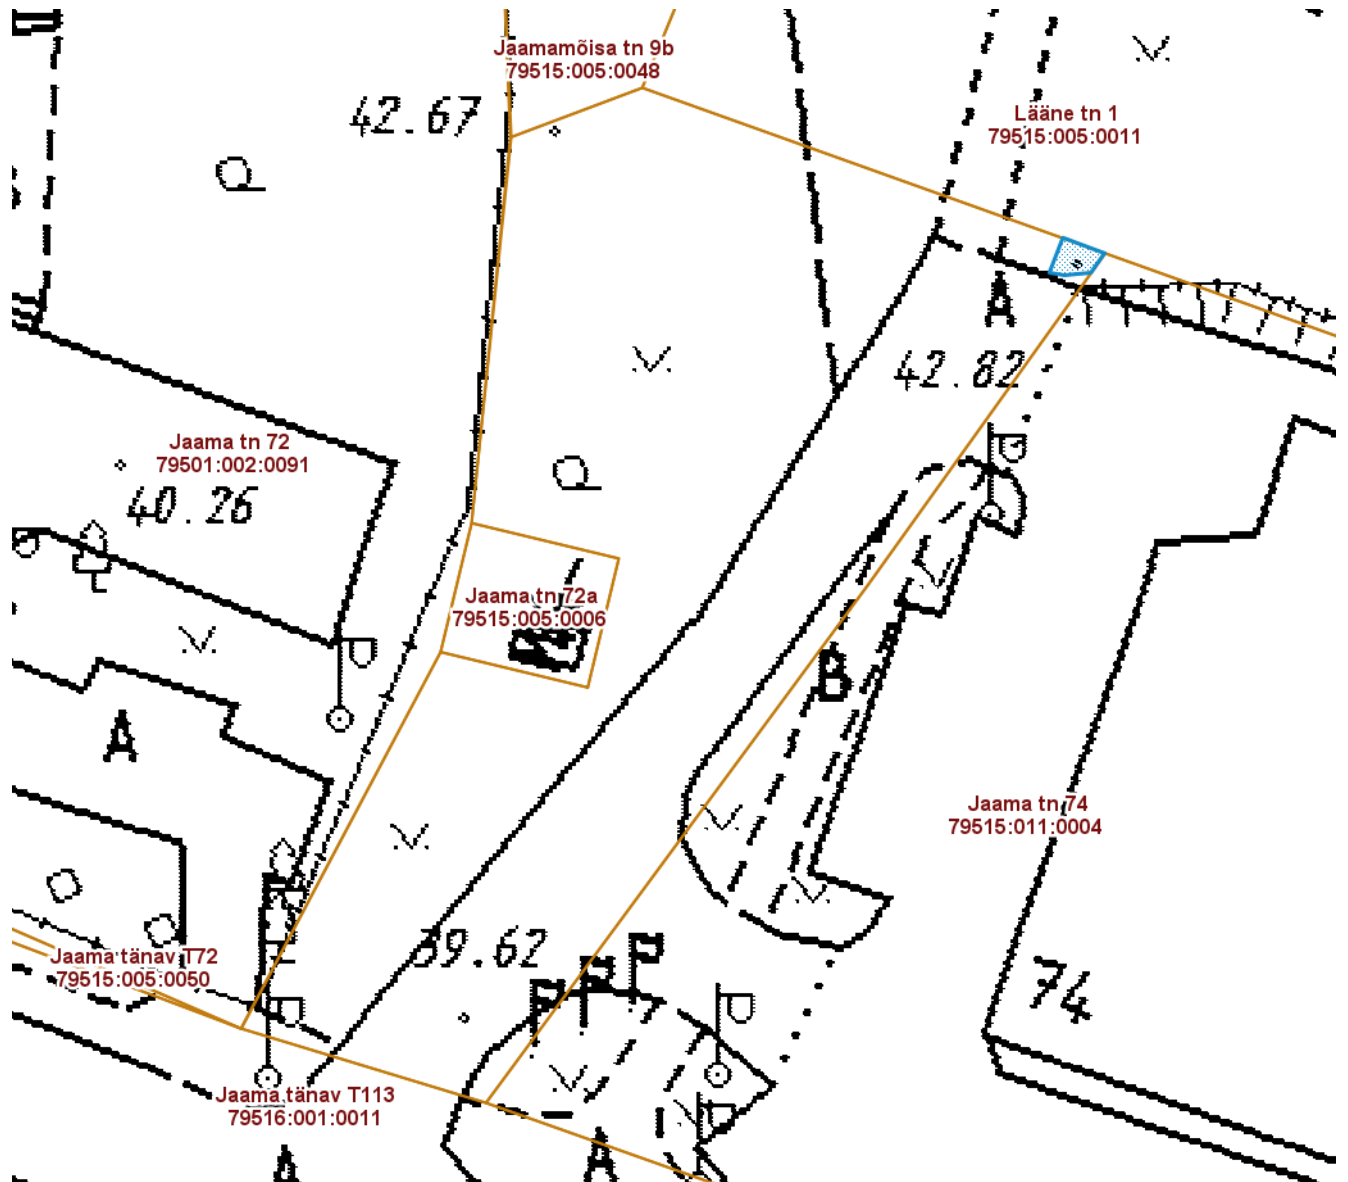 Jaamamõisa tn 9b
79515:005:0048
42.67
Lääne tn 1
79515:005:0011
A
42.82
Jaama tn 72
79501:002:0091
40.26
Jaama tn 72a
79515:005:0006
B
A
Jaama tn 74
79515:011:0004
39.62
Jaama tänav T72
79515:005:0050
74
Jaama tänav T113
79516:001:0011
A
A